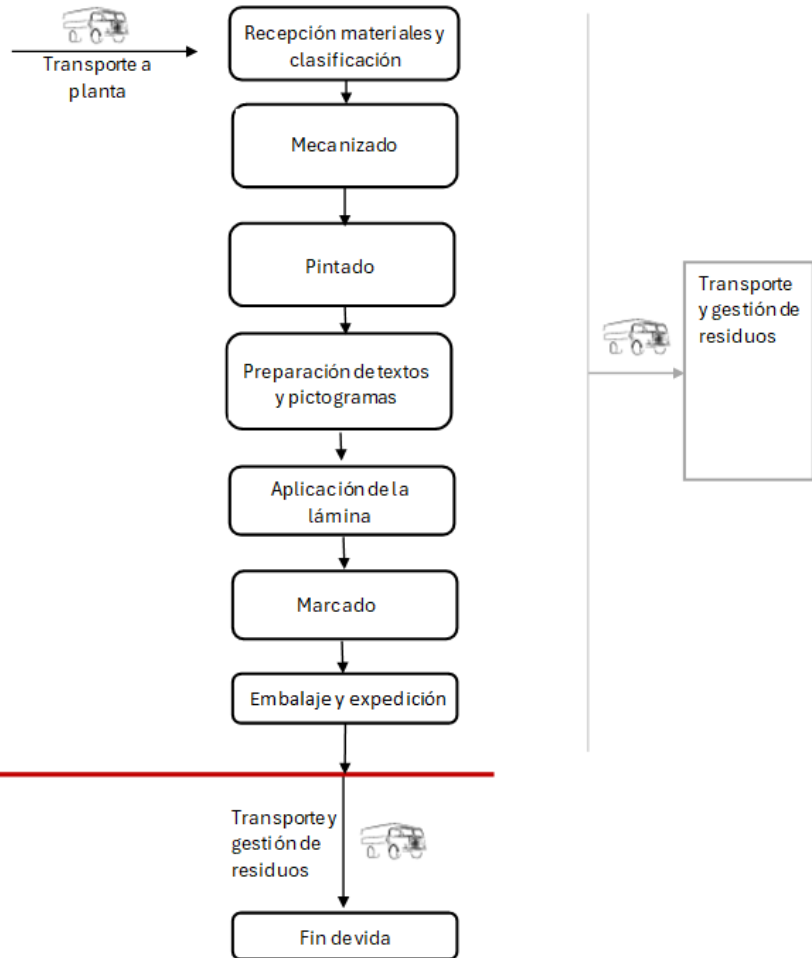 Transporte a
planta
Recepción materiales y
clasificación
Mecanizado
Pintado
Preparación de textos
y pictogramas
Aplicación de la
lámina
Marcado
Embalaje y expedición
Transporte
y gestión de
residuos
Transporte y
gestión de
residuos
Fin de vida